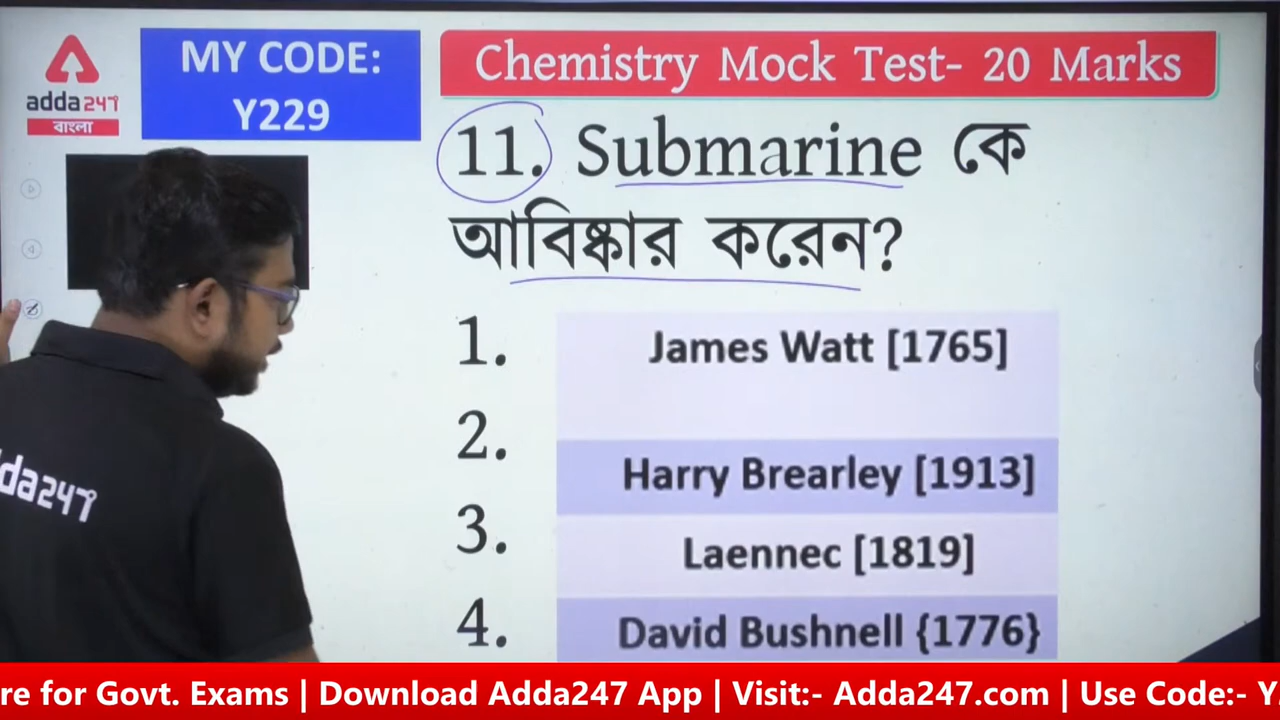 adda247
বাংলা
MY CODE:
Y229
Chemistry Mock Test- 20 Marks
11. Submarine কে
আবিষ্কার করেন?
1. James Watt [1765]
2. Harry Brearley [1913]
3. Laennec [1819]
4. David Bushnell {1776}
da247
re for Govt. Exams | Download Adda247 App | Visit:- Adda247.com | Use Code:- Y